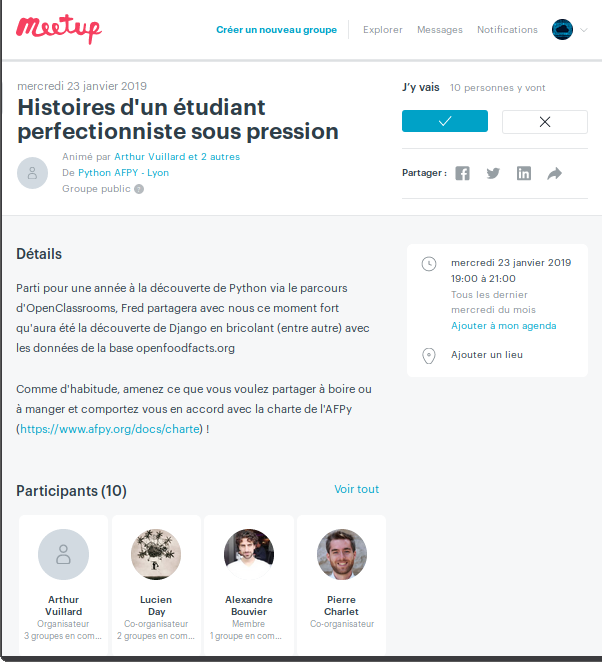 Meetup
Créer un nouveau groupe
Explorer
Messages
Notifications
mercredi 23 janvier 2019
Histoires d'un étudiant
perfectionniste sous pression
Animé par Arthur Vuillard et 2 autres
De Python AFPY - Lyon
Groupe public ?
J'y vais 10 personnes y vont
Partager :
Détails
Parti pour une année à la découverte de Python via le parcours
d'OpenClassrooms, Fred partagera avec nous ce moment fort
qu'aura été la découverte de Django en bricolant (entre autre) avec
les données de la base openfoodfacts.org
Comme d'habitude, amenez ce que vous voulez partager à boire ou
à manger et comportez vous en accord avec la charte de l'AFPy
(https://www.afpy.org/docs/charte) !
mercredi 23 janvier 2019
19:00 à 21:00
Tous les dernier
mercredi du mois
Ajouter à mon agenda
Ajouter un lieu
Participants (10)
Voir tout
Arthur
Vuillard
Organisateur
3 groupes en com...
Lucien
Day
Co-organisateur
2 groupes en com...
Alexandre
Bouvier
Membre
1 groupe en com...
Pierre
Charlet
Co-organisateur